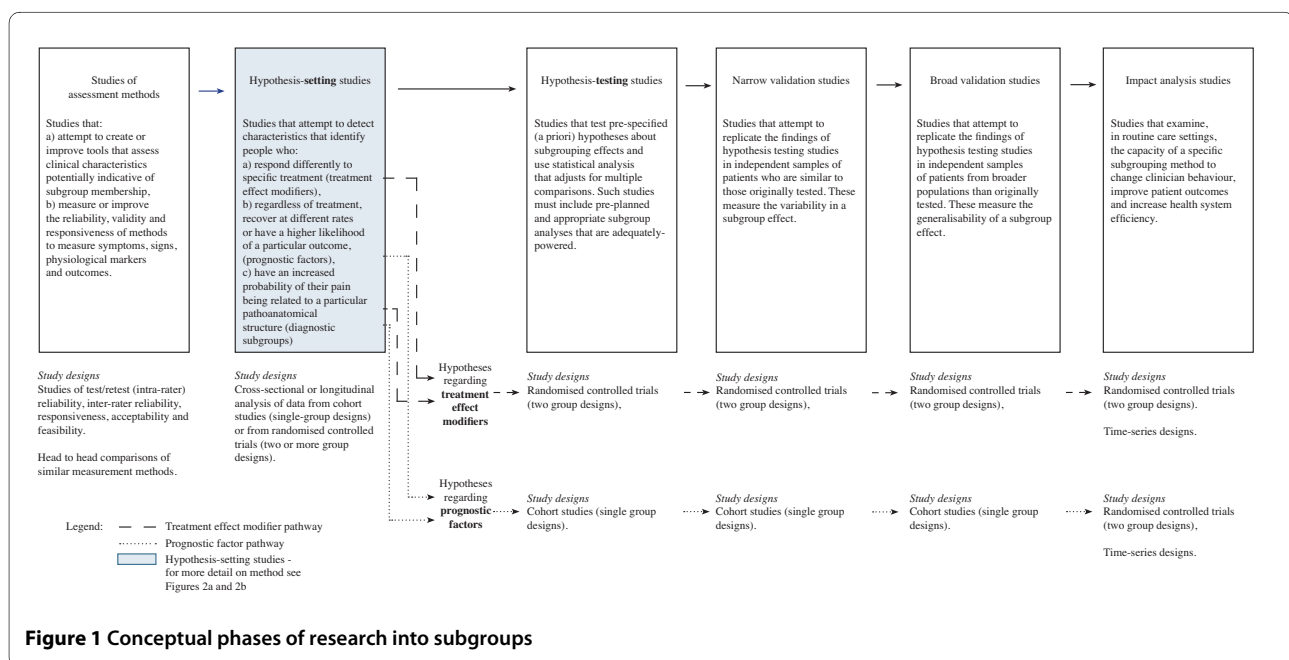 Studies of
assessment methods
Studies that:
a) attempt to create or
improve tools that assess
clinical characteristics
potentially indicative of
subgroup membership,
b) measure or improve
the reliability, validity and
responsiveness of methods
to measure symptoms, signs,
physiological markers
and outcomes.
Study designs
Studies of test/retest (intra-rater)
reliability, inter-rater reliability,
responsiveness, acceptability and
feasibility.
Head to head comparisons of
similar measurement methods.
Hypothesis-setting studies
Studies that attempt to detect
characteristics that identify
people who:
a) respond differently to
specific treatment (treatment
effect modifiers),
b) regardless of treatment,
recover at different rates
or have a higher likelihood
of a particular outcome,
(prognostic factors),
c) have an increased
probability of their pain
being related to a particular
pathoanatomical
structure (diagnostic
subgroups)
Study designs
Cross-sectional or longitudinal
analysis of data from cohort
studies (single-group designs)
or from randomised controlled
trials (two or more group
designs).
Hypotheses
regarding
treatment
effect
modifiers
Hypotheses
regarding
prognostic
factors
Hypothesis-testing studies
Studies that test pre-specified
(a priori) hypotheses about
subgrouping effects and
use statistical analysis
that adjusts for multiple
comparisons. Such studies
must include pre-planned
and appropriate subgroup
analyses that are adequately-
powered.
Study designs
Randomised controlled trials
(two group designs),
Study designs
Cohort studies (single group
designs).
Narrow validation studies
Studies that attempt to
replicate the findings of
hypothesis testing studies
in independent samples of
patients who are similar to
those originally tested. These
measure the variability in a
subgroup effect.
Study designs
Randomised controlled trials
(two group designs),
Study designs
Cohort studies (single group
designs).
Broad validation studies
Studies that attempt to
replicate the findings of
hypothesis testing studies
in independent samples
of patients from broader
populations than originally
tested. These measure the
generalisability of a subgroup
effect.
Study designs
Randomised controlled trials
(two group designs),
Study designs
Cohort studies (single group
designs).
Impact analysis studies
Studies that examine,
in routine care settings,
the capacity of a specific
subgrouping method to
change clinician behaviour,
improve patient outcomes
and increase health system
efficiency.
Study designs
Randomised controlled trials
(two group designs).
Time-series designs.
Study designs
Randomised controlled trials
(two group designs),
Time-series designs.
Legend:
Treatment effect modifier pathway
Prognostic factor pathway
Hypothesis-setting studies -
for more detail on method see
Figures 2a and 2b
Figure 1 Conceptual phases of research into subgroups